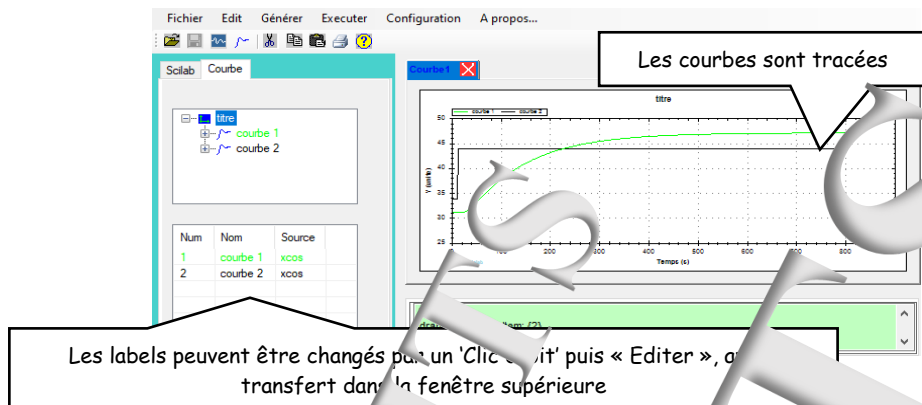 Fichier Edit Générer Executer Configuration A propos...
Scilab Courbe
Courbe1
Les courbes sont tracées
titre
courbe 1
courbe 2
titre
courbe 1 courbe 2
Y (unité)
50
45
40
35
30
25
200 300 400 500 600 700 800
Temps (s)
Num Nom Source
1 courbe 1 xcos
2 courbe 2 xcos
Les labels peuvent être changés par un ‘Clic droit’ puis « Editer »,
transfert dans la fenêtre supérieure